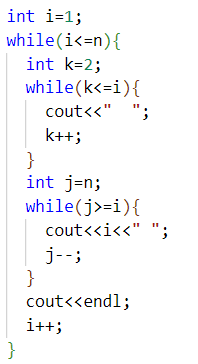 int i=1;
while(i<=n){
int k=2;
while(k<=i){
cout<<"  ";
k++;
}
int j=n;
while(j>=i){
cout<<i<<" ";
j--;
}
cout<<endl;
i++;
}